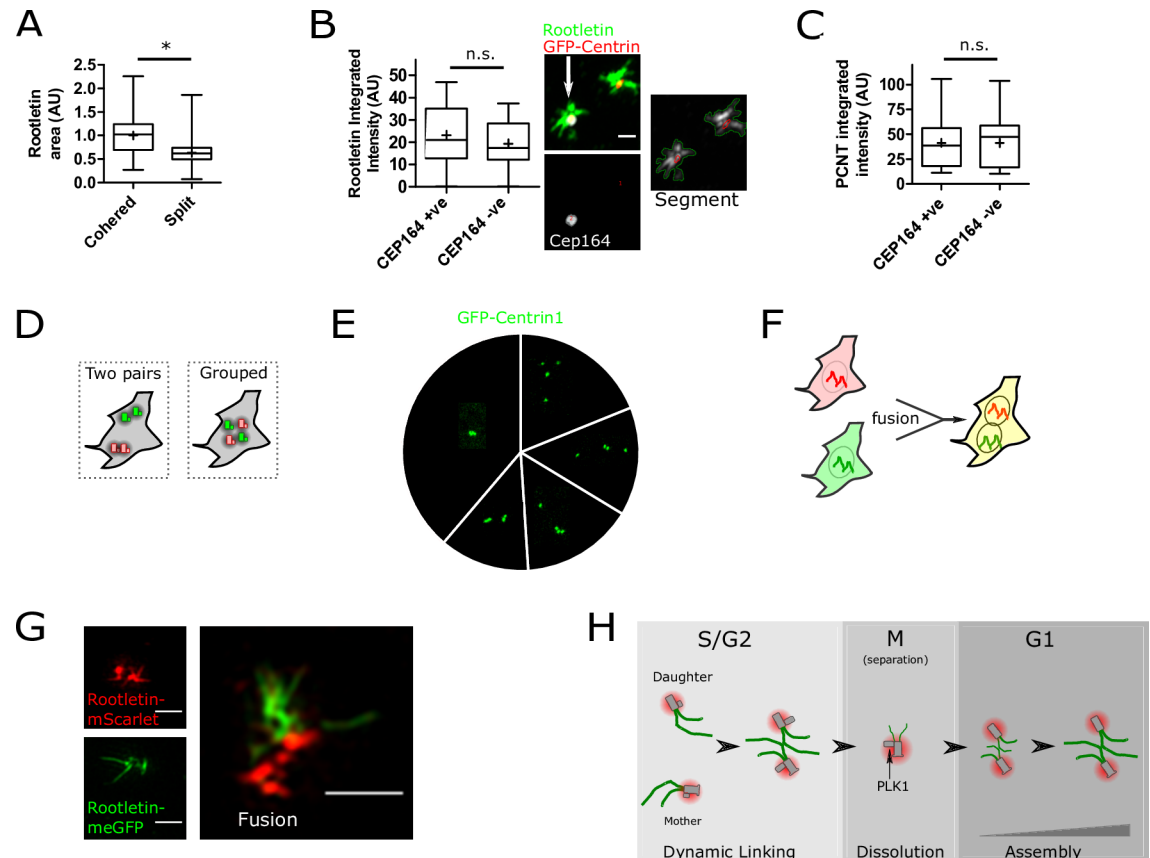 A
*
2.5
2.0
1.5
1.0
0.5
0.0
Rootletin
area (AU)
Cohered
Split
B
n.s.
50
40
30
20
10
0
Rootletin Integrated
Intensity (AU)
CEP164 +ve
CEP164 -ve
Rootletin
GFP-Centrin
Cep164
Segment
C
n.s.
100
75
50
25
0
PCNT integrated
intensity (AU)
CEP164 +ve
CEP164 -ve
D
Two pairs
Grouped
E
GFP-Centrin1
F
fusion
G
Rootletin-
mScarlet
Rootletin-
meGFP
Fusion
H
S/G2
M
(separation)
G1
Daughter
Mother
PLK1
Dynamic Linking
Dissolution
Assembly